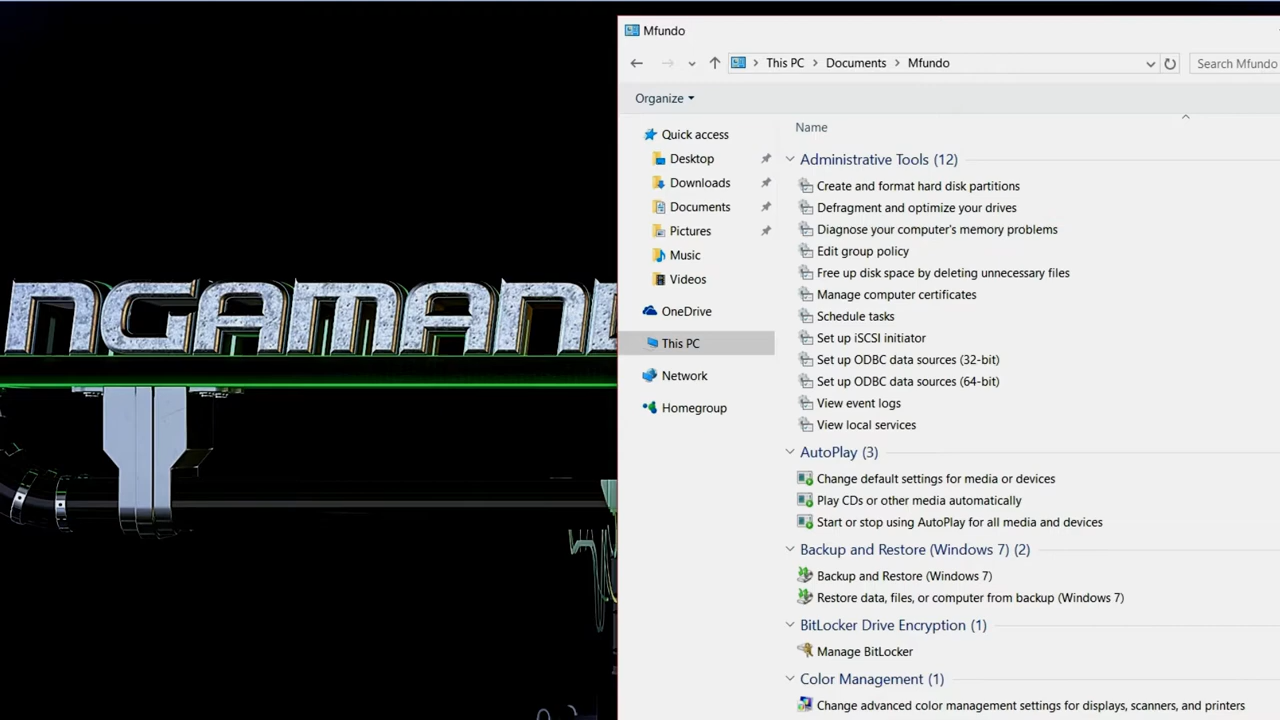 Mfundo
This PC > Documents > Mfundo
Search Mfundo
Organize
Name
Quick access
Desktop
Downloads
Documents
Pictures
Music
Videos
OneDrive
This PC
Network
Homegroup
Administrative Tools (12)
Create and format hard disk partitions
Defragment and optimize your drives
Diagnose your computer's memory problems
Edit group policy
Free up disk space by deleting unnecessary files
Manage computer certificates
Schedule tasks
Set up iSCSI initiator
Set up ODBC data sources (32-bit)
Set up ODBC data sources (64-bit)
View event logs
View local services
AutoPlay (3)
Change default settings for media or devices
Play CDs or other media automatically
Start or stop using AutoPlay for all media and devices
Backup and Restore (Windows 7) (2)
Backup and Restore (Windows 7)
Restore data, files, or computer from backup (Windows 7)
BitLocker Drive Encryption (1)
Manage BitLocker
Color Management (1)
Change advanced color management settings for displays, scanners, and printers